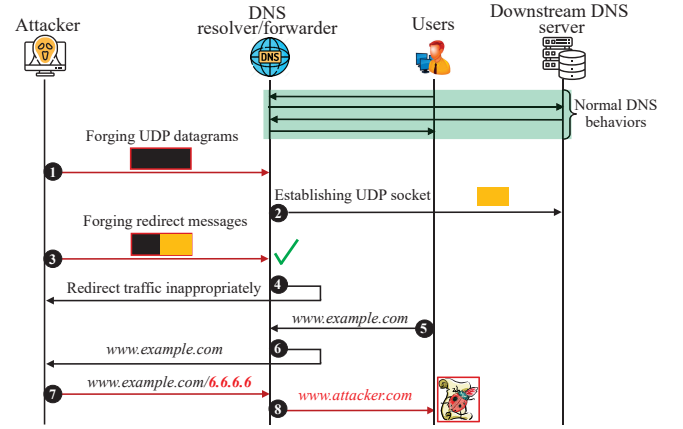 Attacker
DNS
resolver/forwarder
Users
Downstream DNS
server
DNS
Normal DNS
behaviors
Forging UDP datagrams
1
Establishing UDP socket
2
Forging redirect messages
3
4
Redirect traffic inappropriately
www.example.com
5
6
www.example.com
www.example.com/6.6.6.6
7
www.attacker.com
8